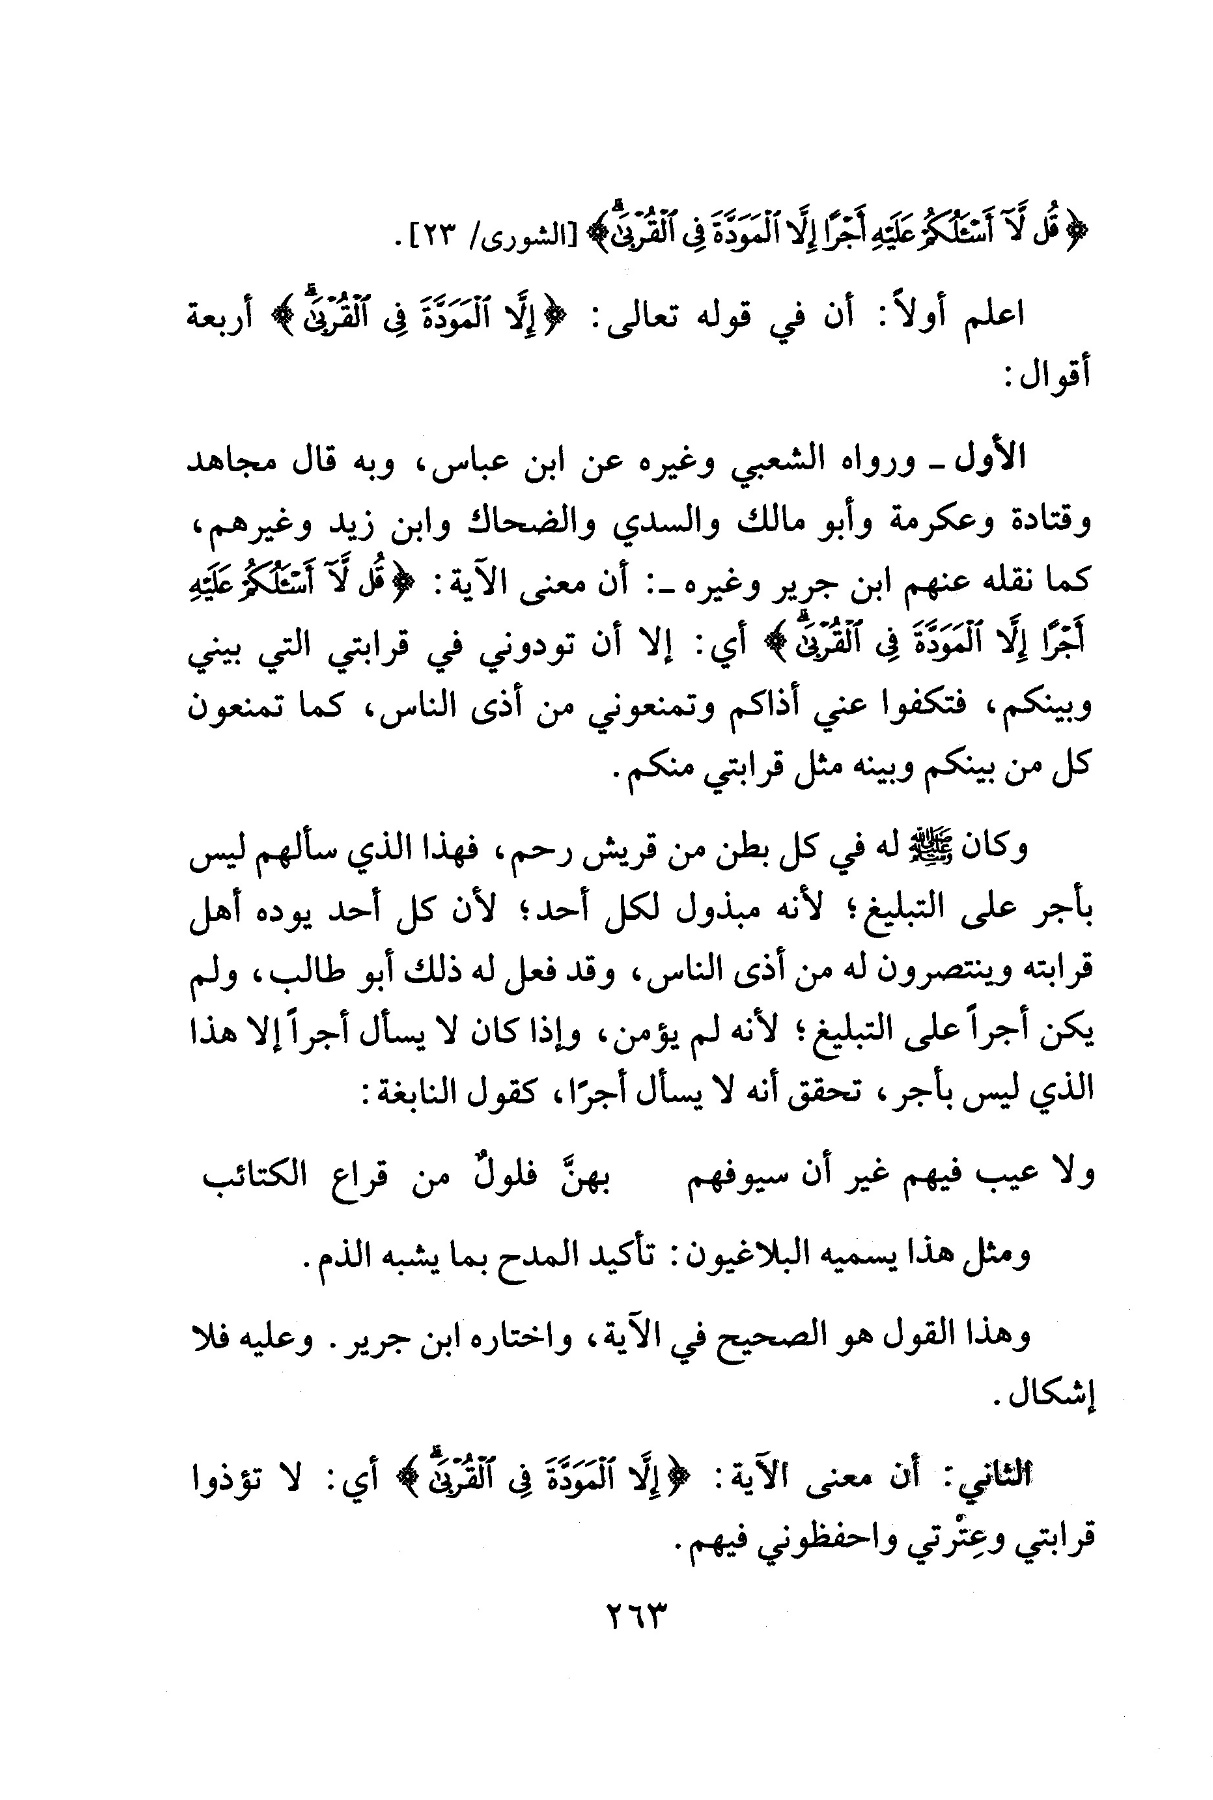 ﴿قُل لَّآ أَسْـَٔلُكُمْ عَلَيْهِ أَجْرًا إِلَّا ٱلْمَوَدَّةَ فِى ٱلْقُرْبَىٰۗ﴾ [الشورى/ ٢٣].
اعلم أولاً: أن في قوله تعالى: ﴿إِلَّا ٱلْمَوَدَّةَ فِى ٱلْقُرْبَىٰۗ﴾ أربعة
أقوال:
الأول ـ ورواه الشعبي وغيره عن ابن عباس، وبه قال مجاهد
وقتادة وعكرمة وأبو مالك والسدي والضحاك وابن زيد وغيرهم،
كما نقله عنهم ابن جرير وغيره ـ: أن معنى الآية: ﴿قُل لَّآ أَسْـَٔلُكُمْ عَلَيْهِ
أَجْرًا إِلَّا ٱلْمَوَدَّةَ فِى ٱلْقُرْبَىٰۗ﴾ أي: إلا أن تودوني في قرابتي التي بيني
وبينكم، فتكفوا عني أذاكم وتمنعوني من أذى الناس، كما تمنعون
كل من بينكم وبينه مثل قرابتي منكم.
وكان ﷺ له في كل بطن من قريش رحم، فهذا الذي سألهم ليس
بأجر على التبليغ؛ لأنه مبذول لكل أحد؛ لأن كل أحد يوده أهل
قرابته وينتصرون له من أذى الناس، وقد فعل له ذلك أبو طالب، ولم
يكن أجراً على التبليغ؛ لأنه لم يؤمن، وإذا كان لا يسأل أجراً إلا هذا
الذي ليس بأجر، تحقق أنه لا يسأل أجرًا، كقول النابغة:
ولا عيب فيهم غير أن سيوفهم بهنَّ فلولٌ من قراع الكتائب
ومثل هذا يسميه البلاغيون: تأكيد المدح بما يشبه الذم.
وهذا القول هو الصحيح في الآية، واختاره ابن جرير. وعليه فلا
إشكال.
الثاني: أن معنى الآية: ﴿إِلَّا ٱلْمَوَدَّةَ فِى ٱلْقُرْبَىٰۗ﴾ أي: لا تؤذوا
قرابتي وعِتْرتي واحفظوني فيهم.
٢٦٣